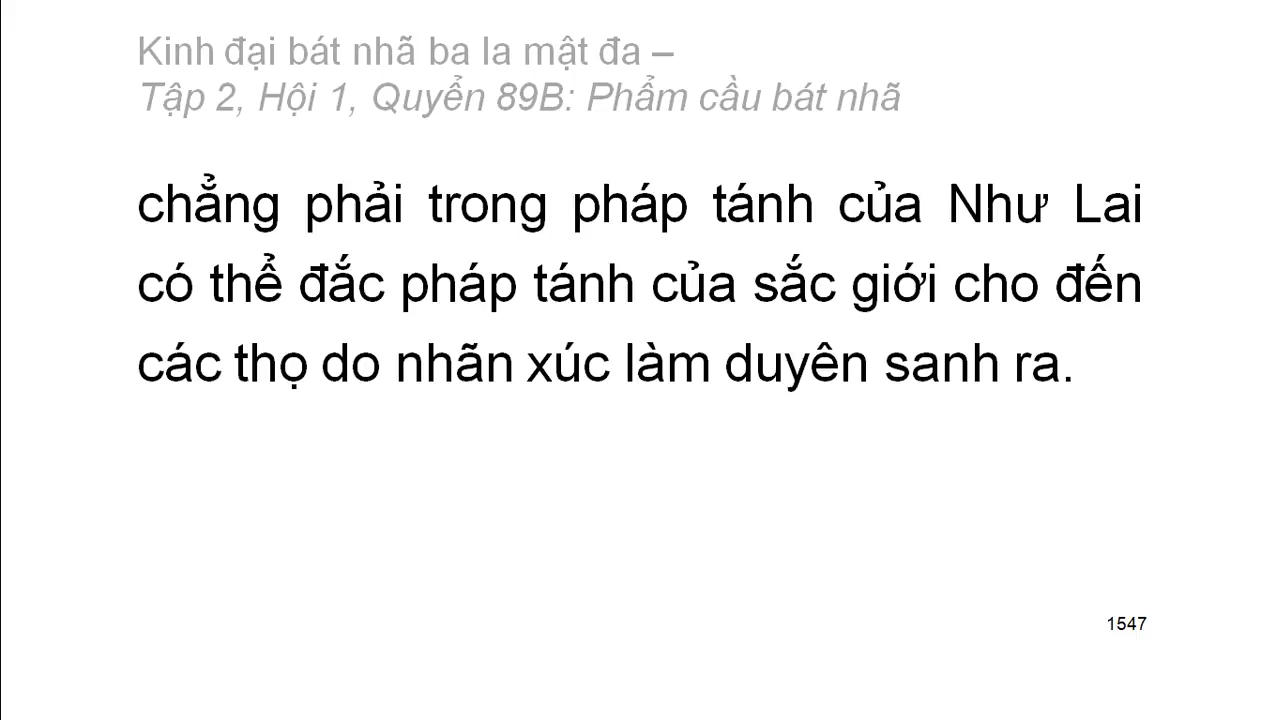 Kinh đại bát nhã ba la mật đa –
Tập 2, Hội 1, Quyển 89B: Phẩm cầu bát nhã
chẳng phải trong pháp tánh của Như Lai
có thể đắc pháp tánh của sắc giới cho đến
các thọ do nhãn xúc làm duyên sanh ra.
1547